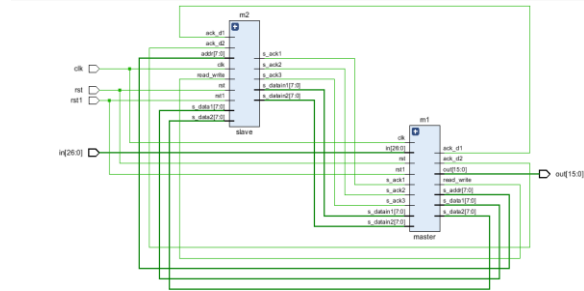 m2
ack_d1
ack_d2
addr[7:0]
clk
read_write
rst
rst1
s_data1[7:0]
s_data2[7:0]
s_ack1
s_ack2
s_ack3
s_datain1[7:0]
s_datain2[7:0]
slave
clk
rst
rst1
in[26:0]
m1
clk
in[26:0]
rst
rst1
s_ack1
s_ack2
s_ack3
s_datain1[7:0]
s_datain2[7:0]
ack_d1
ack_d2
out[15:0]
read_write
s_addr[7:0]
s_data1[7:0]
s_data2[7:0]
master
out[15:0]